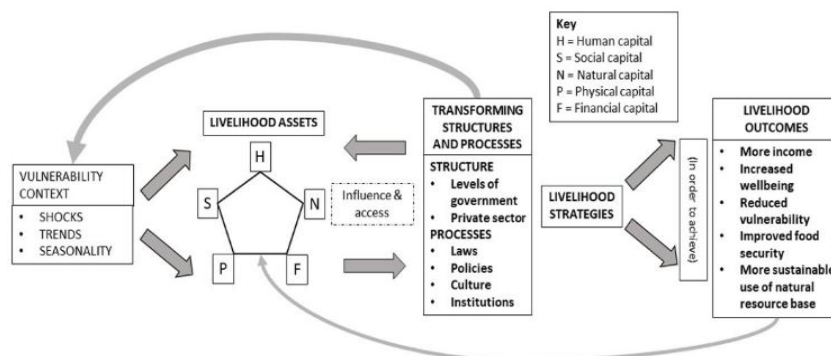 VULNERABILITY
CONTEXT
• SHOCKS
• TRENDS
• SEASONALITY
LIVELIHOOD ASSETS
H
S
N
P
F
Influence &
access
TRANSFORMING
STRUCTURES
AND PROCESSES
STRUCTURE
• Levels of
government
• Private sector
PROCESSES
• Laws
• Policies
• Culture
• Institutions
Key
H = Human capital
S = Social capital
N = Natural capital
P = Physical capital
F = Financial capital
LIVELIHOOD
STRATEGIES
(In order to achieve)
LIVELIHOOD
OUTCOMES
• More income
• Increased
wellbeing
• Reduced
vulnerability
• Improved food
security
• More sustainable
use of natural
resource base